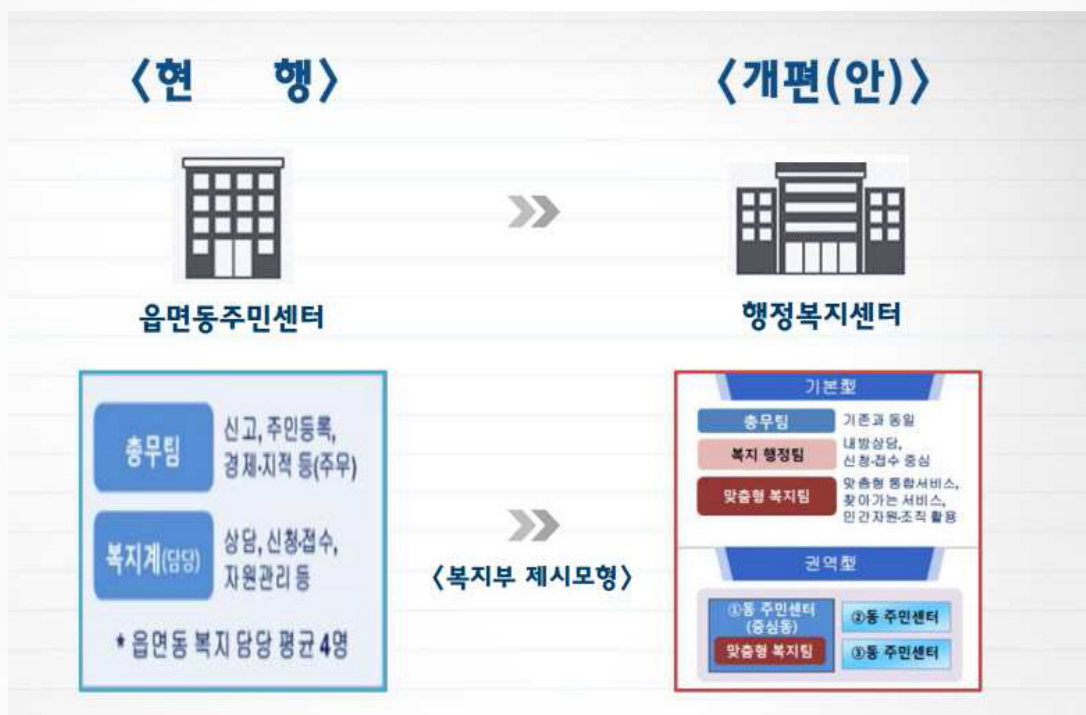 〈현 행〉
〈개편(안)〉
읍면동주민센터
행정복지센터
총무팀
신고, 주민등록,
경제·지적 등(주무)
복지계(담당)
상담, 신청·접수,
자원관리 등
* 읍면동 복지 담당 평균 4명
〈복지부 제시모형〉
기본型
총무팀
기존과 동일
복지 행정팀
내방상담,
신청·접수 중심
맞춤형 복지팀
맞춤형 통합서비스,
찾아가는 서비스,
민간자원·조직 활용
권역型
①동 주민센터
(중심동)
맞춤형 복지팀
②동 주민센터
③동 주민센터